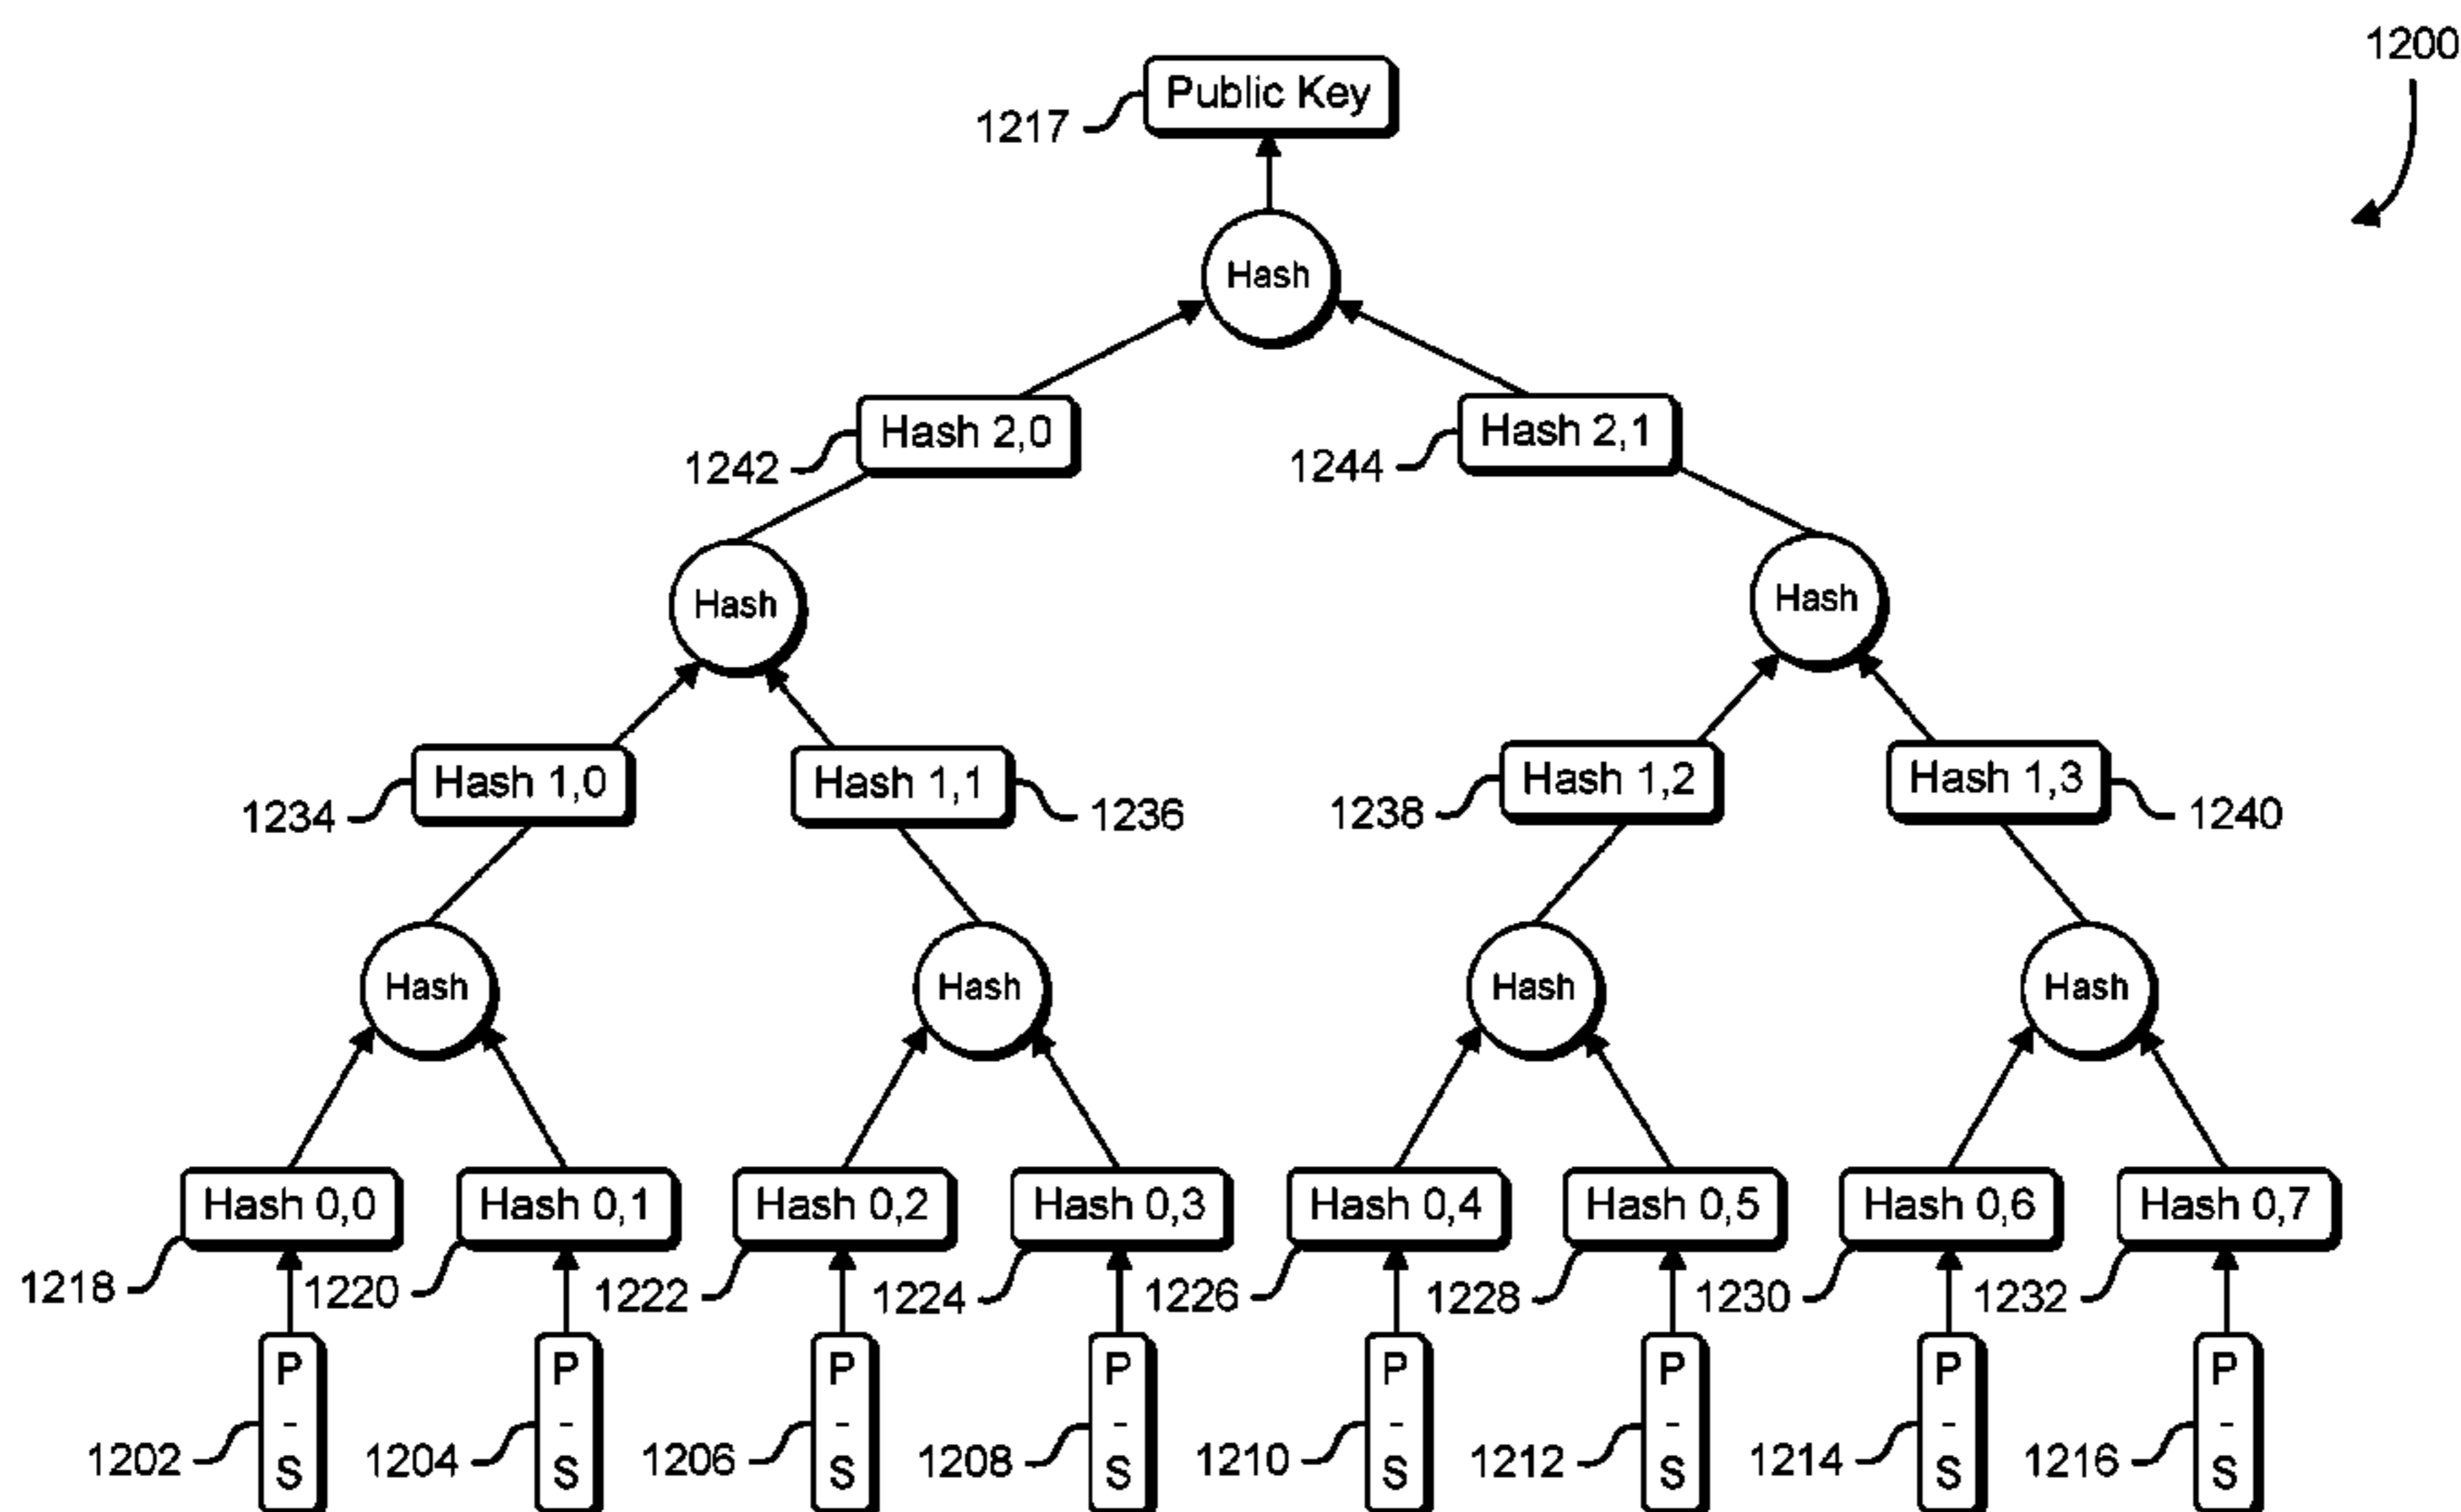 1200
Public Key
1217
Hash
Hash 2,0
Hash 2,1
1242
1244
Hash
Hash
Hash 1,0
Hash 1,1
Hash 1,2
Hash 1,3
1234
1236
1238
1240
Hash
Hash
Hash
Hash
Hash 0,0
Hash 0,1
Hash 0,2
Hash 0,3
Hash 0,4
Hash 0,5
Hash 0,6
Hash 0,7
1218
1220
1222
1224
1226
1228
1230
1232
P
-
S
P
-
S
P
-
S
P
-
S
P
-
S
P
-
S
P
-
S
P
-
S
1202
1204
1206
1208
1210
1212
1214
1216